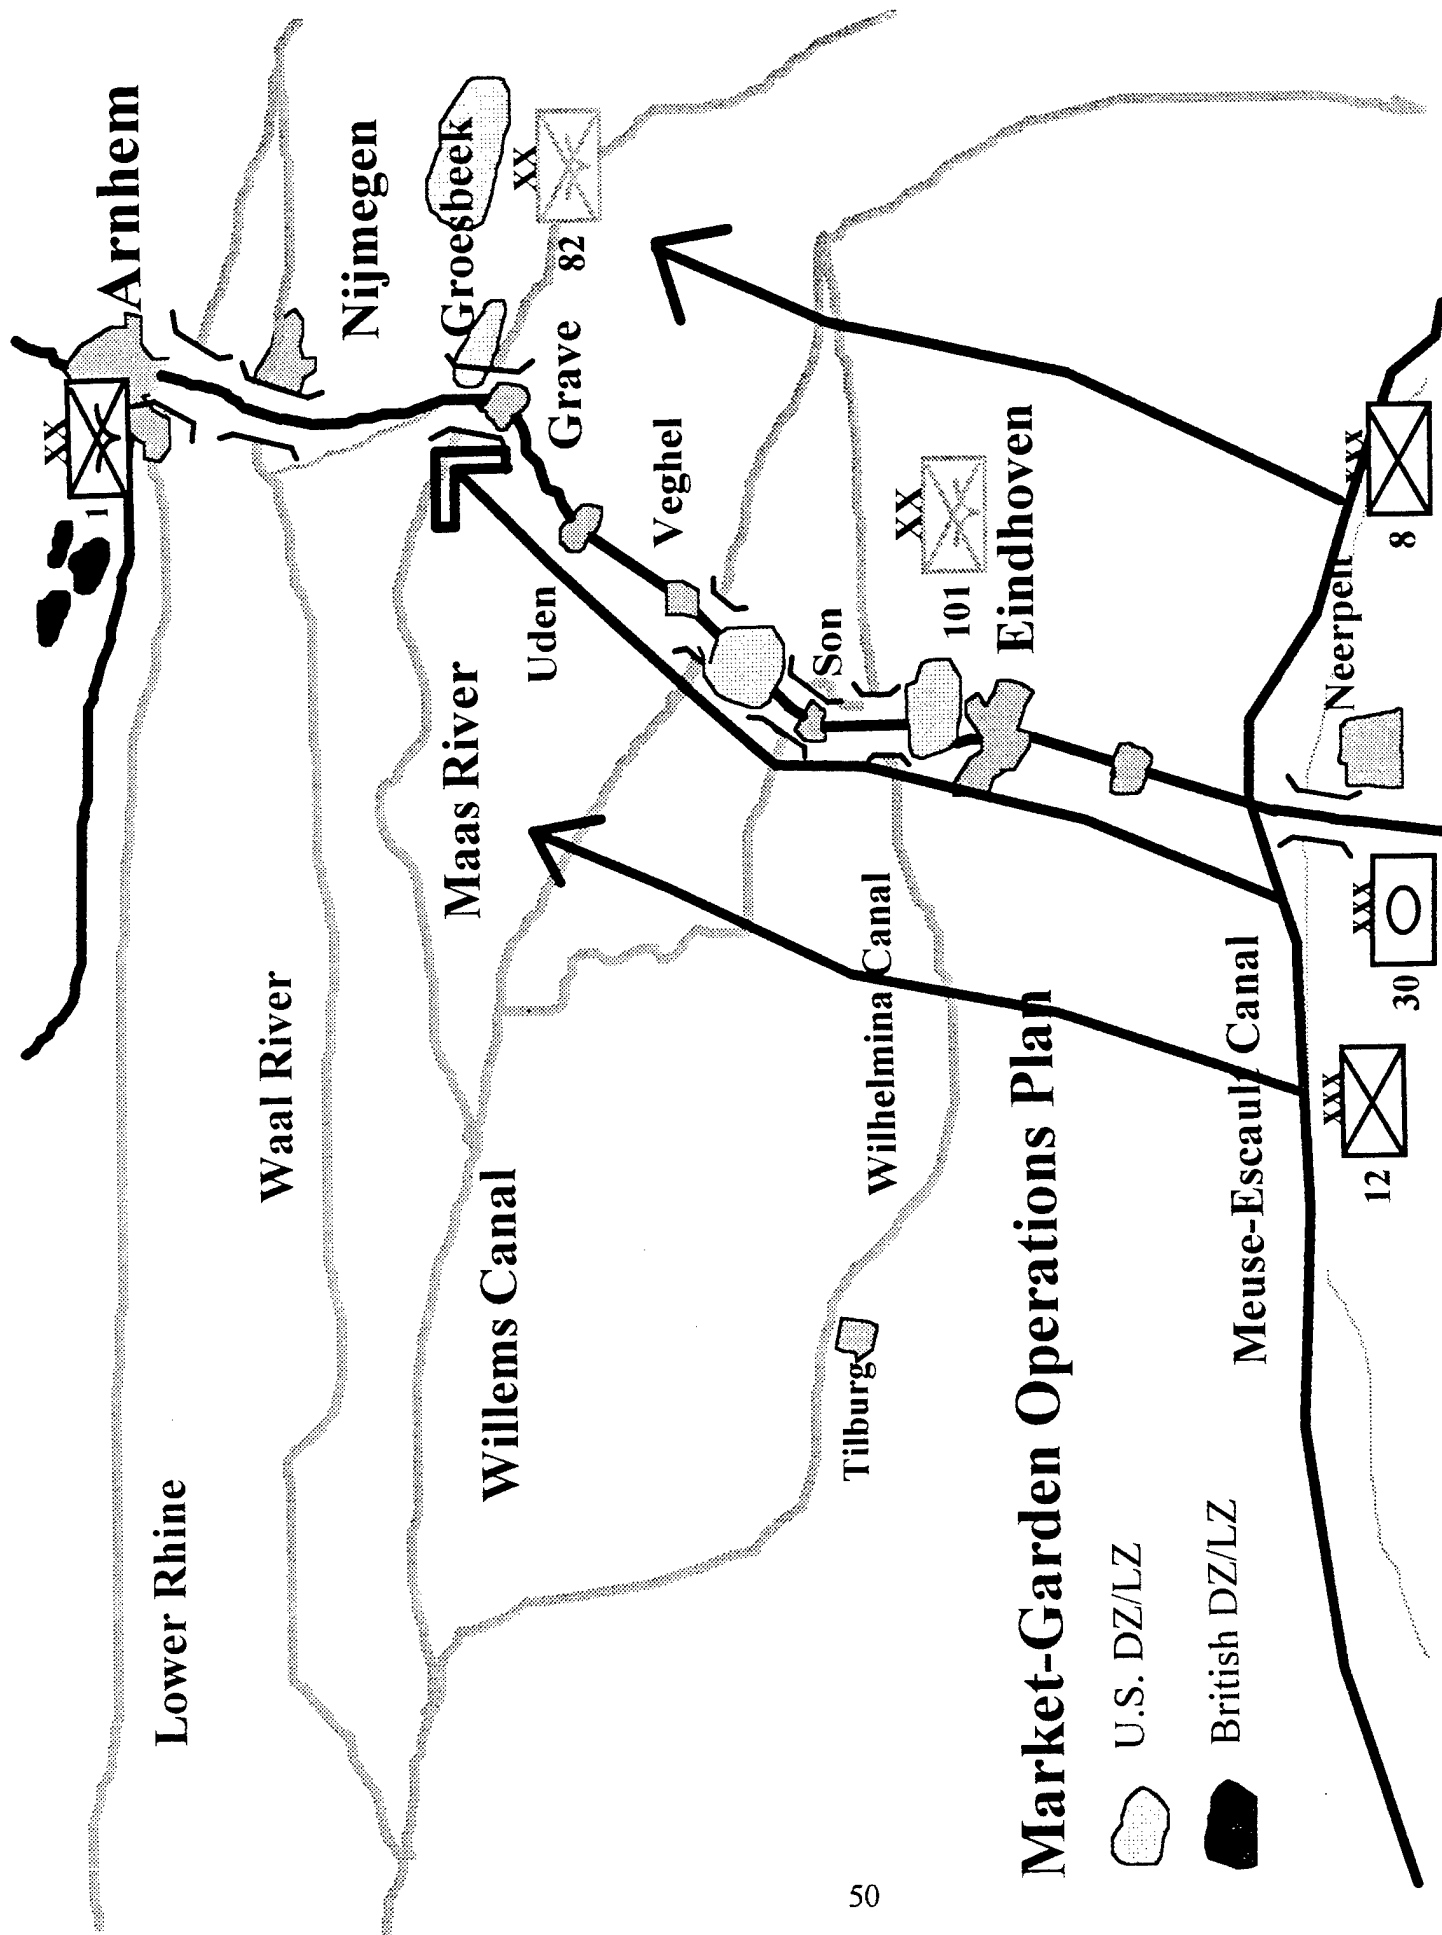 Arnhem
XX
1
Nijmegen
Groesbeek
XX
82
Grave
Lower Rhine
Waal River
Maas River
Uden
Veghel
Willems Canal
Son
XX
101
Eindhoven
Wilhelmina Canal
Tilburg
Market-Garden Operations Plan
U.S. DZ/LZ
British DZ/LZ
Meuse-Escault Canal
Neerpelt
XXX
8
XXX
30
XXX
12
50